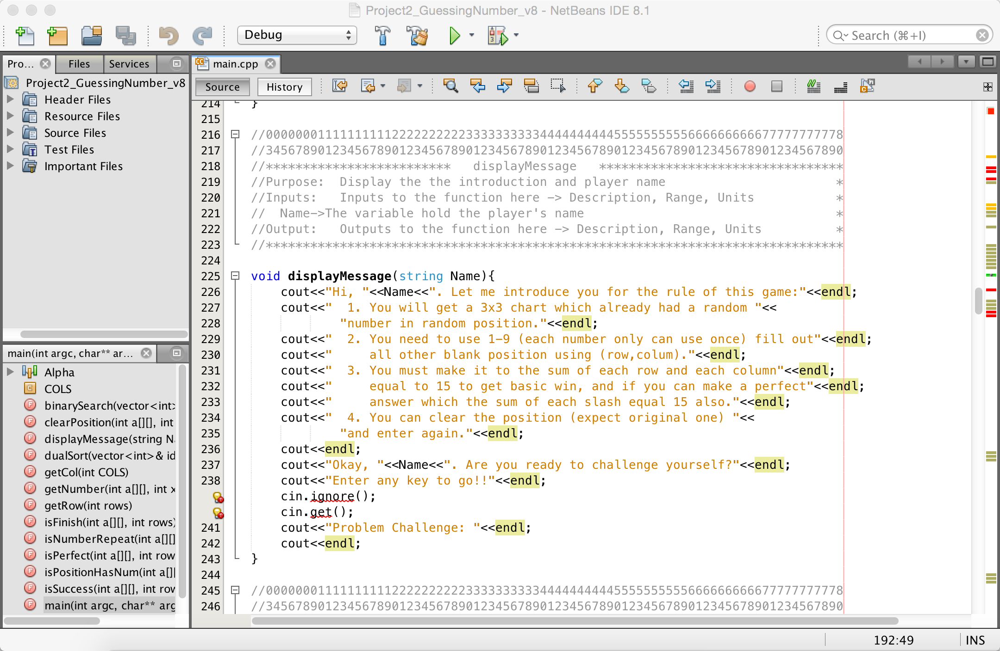 Project2_GuessingNumber_v8 - NetBeans IDE 8.1
Debug
Search (⌘+I)
Pro...
Files
Services
main.cpp
Project2_GuessingNumber_v8
Header Files
Resource Files
Source Files
Test Files
Important Files
main(int argc, char** ar...
Alpha
COLS
binarySearch(vector<int>
clearPosition(int a[][], int
displayMessage(string Na
dualSort(vector<int>& id
getCol(int COLS)
getNumber(int a[][], int x
getRow(int rows)
isFinish(int a[][], int rows)
isNumberRepeat(int a[][]
isPerfect(int a[][], int row
isPositionHasNum(int a[][
isSuccess(int a[][], int row
main(int argc, char** arg
Source
History
214 }
215
216 //00000001111111111222222222233333333334444444444555555555566666666667777777777​8
217 //345678901234567890123456789012345678901234567890123456789012345678901234567890
218 //*************************   displayMessage   *********************************
219 //Purpose:  Display the the introduction and player name                       *
220 //Inputs:   Inputs to the function here -> Description, Range, Units           *
221 //  Name->The variable hold the player's name                                  *
222 //Output:   Outputs to the function here -> Description, Range, Units          *
223 //******************************************************************************
224
225 void displayMessage(string Name){
226     cout<<"Hi, "<<Name<<". Let me introduce you for the rule of this game:"<<endl;
227     cout<<"  1. You will get a 3x3 chart which already had a random "<<
228             "number in random position."<<endl;
229     cout<<"  2. You need to use 1-9 (each number only can use once) fill out"<<endl;
230     cout<<"     all other blank position using (row,colum)."<<endl;
231     cout<<"  3. You must make it to the sum of each row and each column"<<endl;
232     cout<<"     equal to 15 to get basic win, and if you can make a perfect"<<endl;
233     cout<<"     answer which the sum of each slash equal 15 also."<<endl;
234     cout<<"  4. You can clear the position (expect original one) "<<
235             "and enter again."<<endl;
236     cout<<endl;
237     cout<<"Okay, "<<Name<<". Are you ready to challenge yourself?"<<endl;
238     cout<<"Enter any key to go!!"<<endl;
cin.ignore();
cin.get();
241     cout<<"Problem Challenge: "<<endl;
242     cout<<endl;
243 }
244
245 //000000011111111112222222222333333333344444444445555555555666666666677777777778
246 //345678901234567890123456789012345678901234567890123456789012345678901234567890
192:49
INS